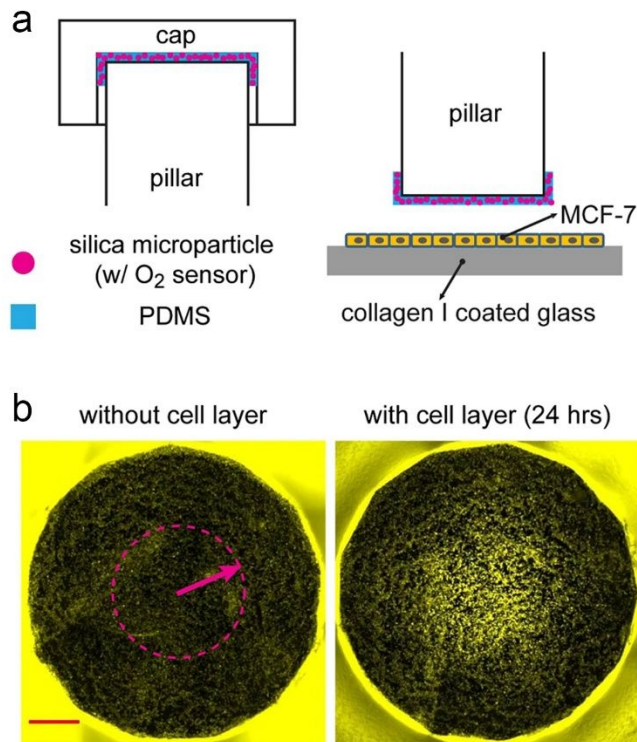 a
cap
pillar
pillar
MCF-7
silica microparticle
(w/ O₂ sensor)
PDMS
collagen I coated glass
b
without cell layer
with cell layer (24 hrs)